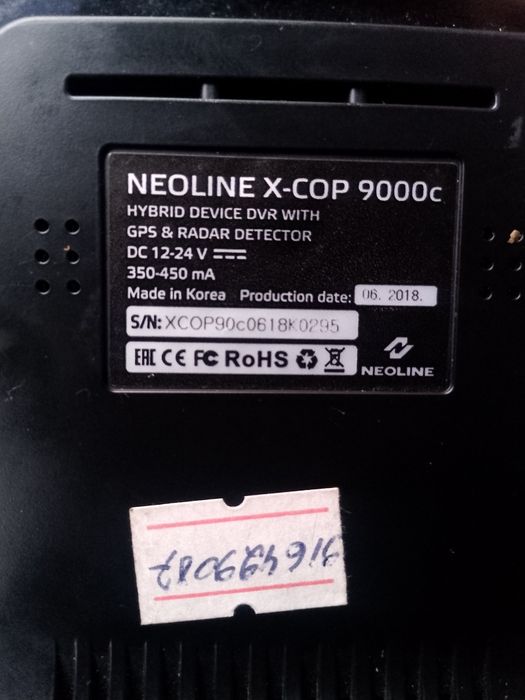 NEOLINE X-COP 9000c
HYBRID DEVICE DVR WITH
GPS & RADAR DETECTOR
DC 12-24 V
350-450 mA
Made in Korea Production date: 06. 2018.
S/N: XCOP90c0618K0295
EAC CE FC RoHS
NEOLINE